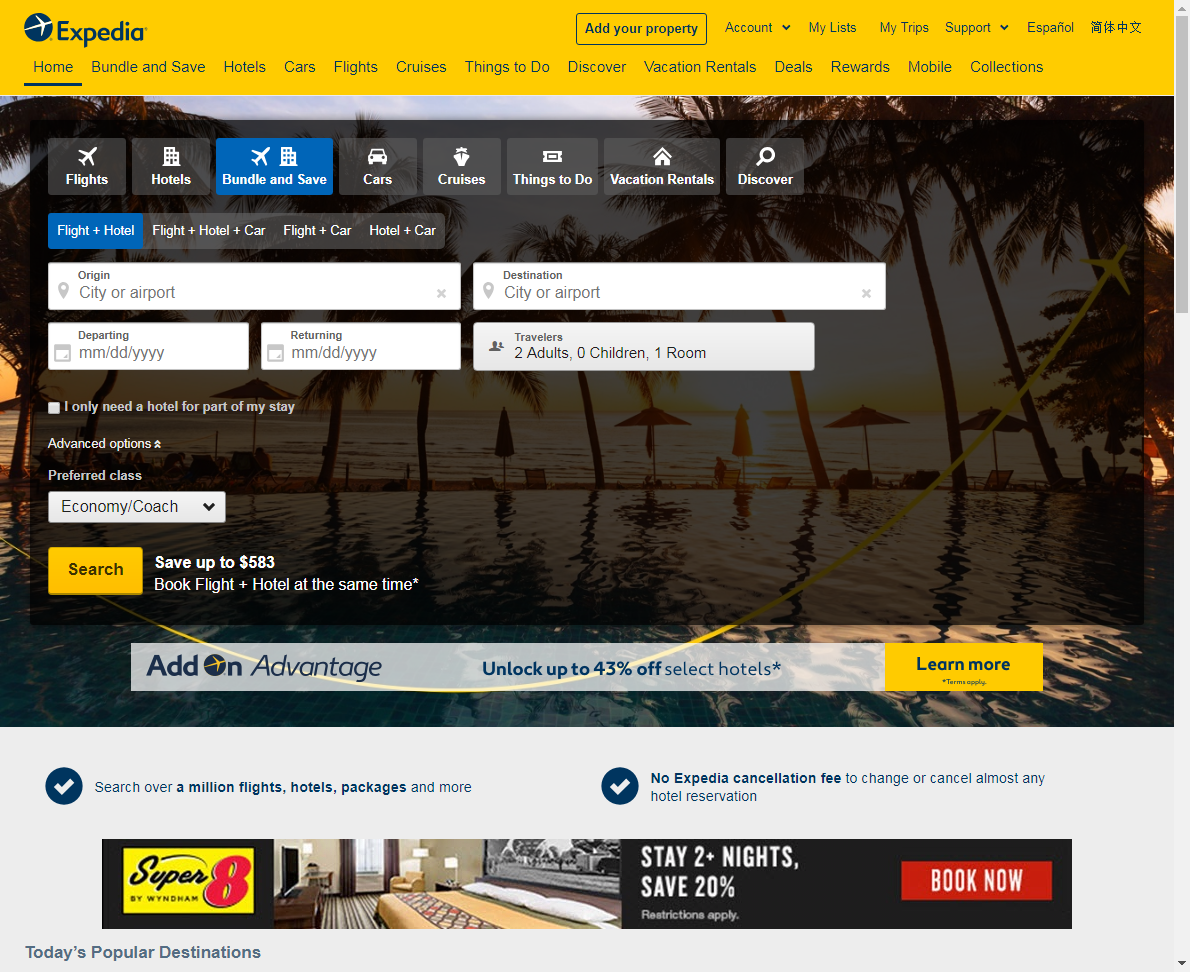 Expedia
Add your property
Account
My Lists
My Trips
Support
Español
简体中文
Home
Bundle and Save
Hotels
Cars
Flights
Cruises
Things to Do
Discover
Vacation Rentals
Deals
Rewards
Mobile
Collections
Flights
Hotels
Bundle and Save
Cars
Cruises
Things to Do
Vacation Rentals
Discover
Flight + Hotel
Flight + Hotel + Car
Flight + Car
Hotel + Car
Origin
City or airport
Destination
City or airport
Departing
mm/dd/yyyy
Returning
mm/dd/yyyy
Travelers
2 Adults, 0 Children, 1 Room
I only need a hotel for part of my stay
Advanced options
Preferred class
Economy/Coach
Search
Save up to $583
Book Flight + Hotel at the same time*
Add On Advantage
Unlock up to 43% off select hotels*
Learn more
*Terms apply.
Search over a million flights, hotels, packages and more
No Expedia cancellation fee to change or cancel almost any
hotel reservation
Super 8
BY WYNDHAM
STAY 2+ NIGHTS,
SAVE 20%
Restrictions apply.
BOOK NOW
Today's Popular Destinations